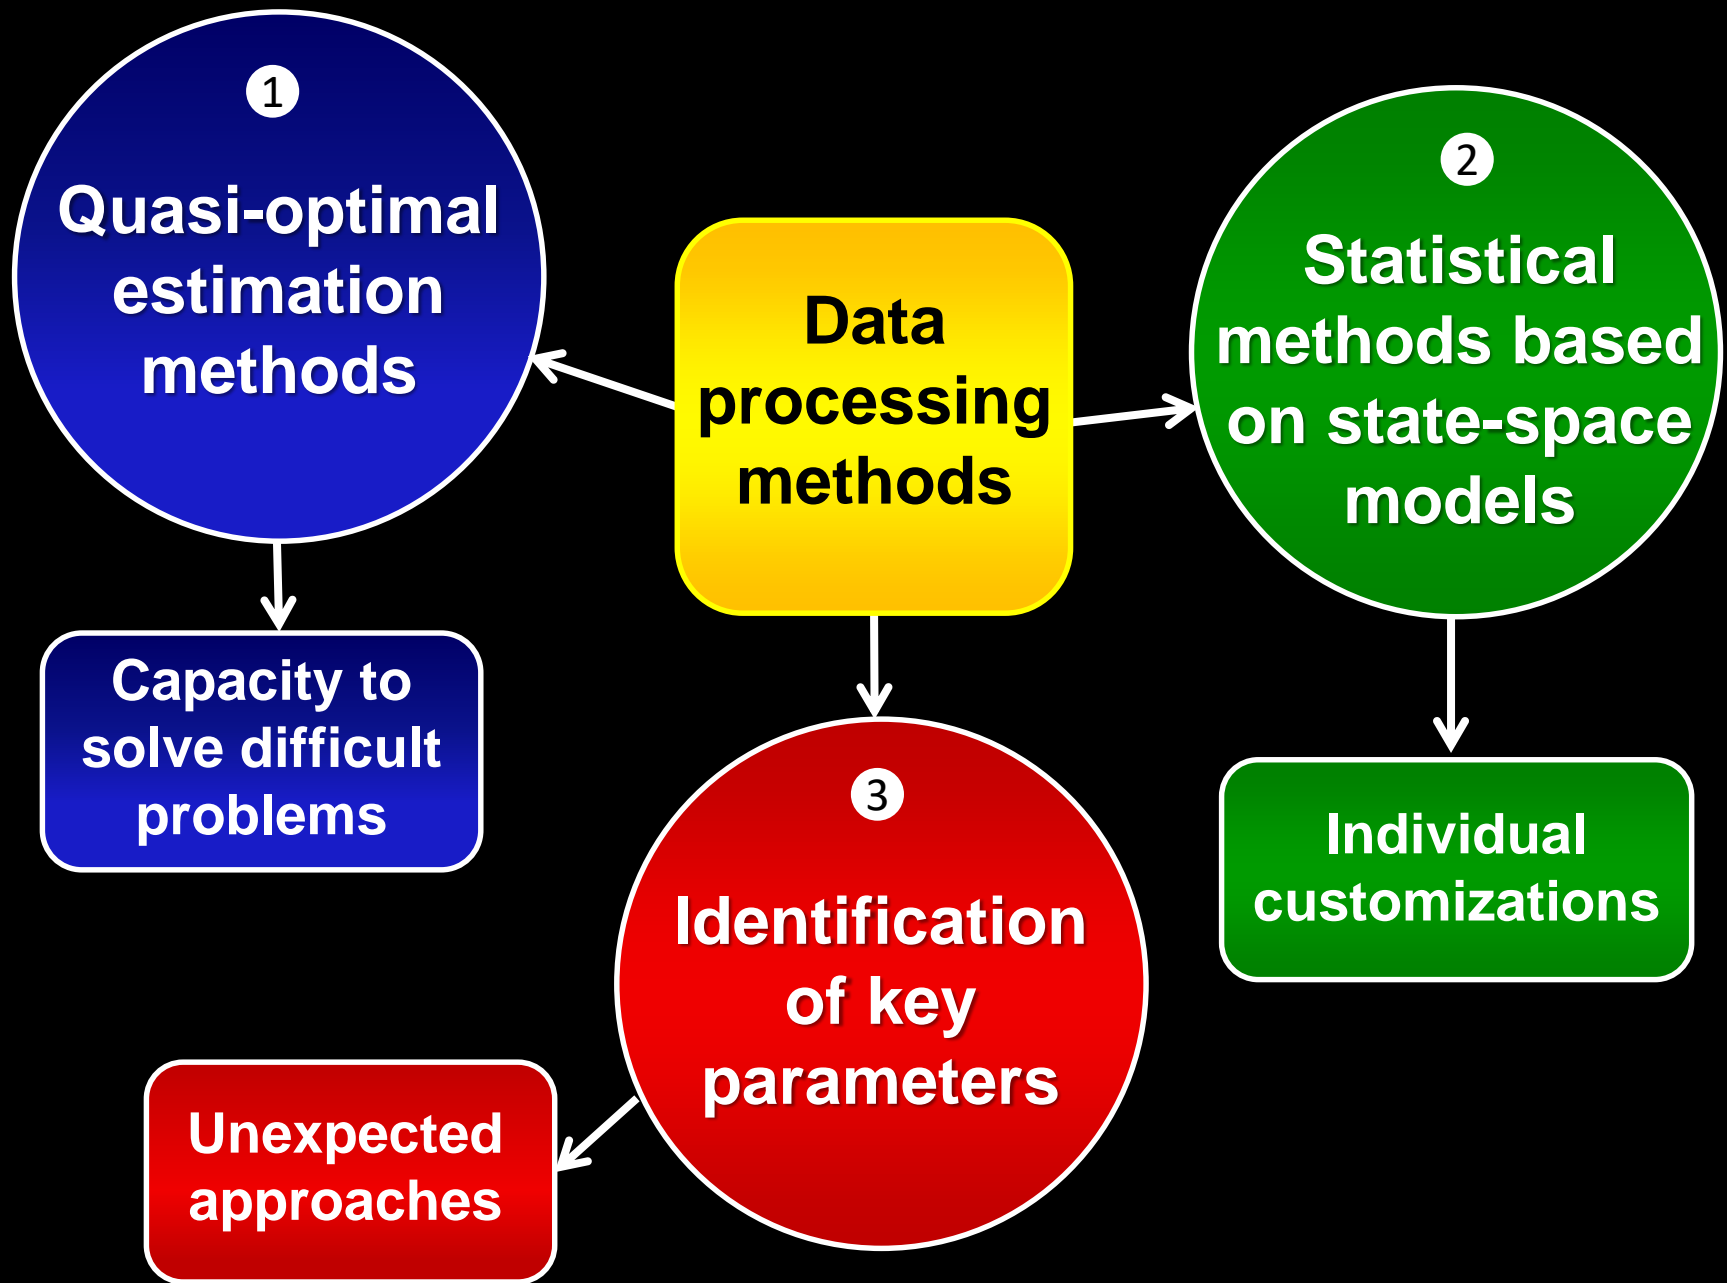 1
Quasi-optimal
estimation
methods
Capacity to
solve difficult
problems
Data
processing
methods
2
Statistical
methods based
on state-space
models
Individual
customizations
3
Identification
of key
parameters
Unexpected
approaches